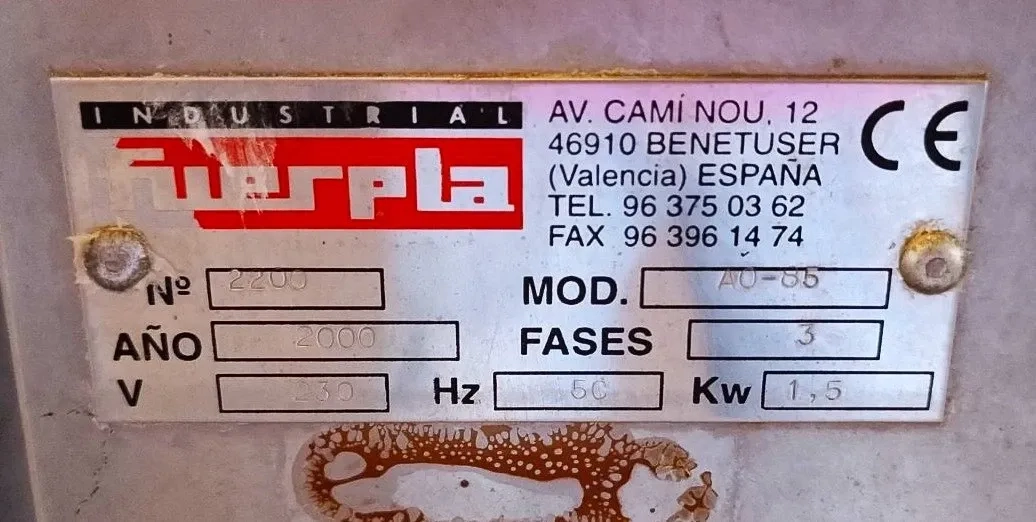 INDUSTRIAL
Fuerpla
AV. CAMÍ NOU, 12
46910 BENETUSER
(Valencia) ESPAÑA
TEL. 96 375 03 62
FAX 96 396 14 74
CE
Nº 2200
MOD. AO-85
AÑO 2000
FASES 3
V 230
Hz 50
Kw 1,5